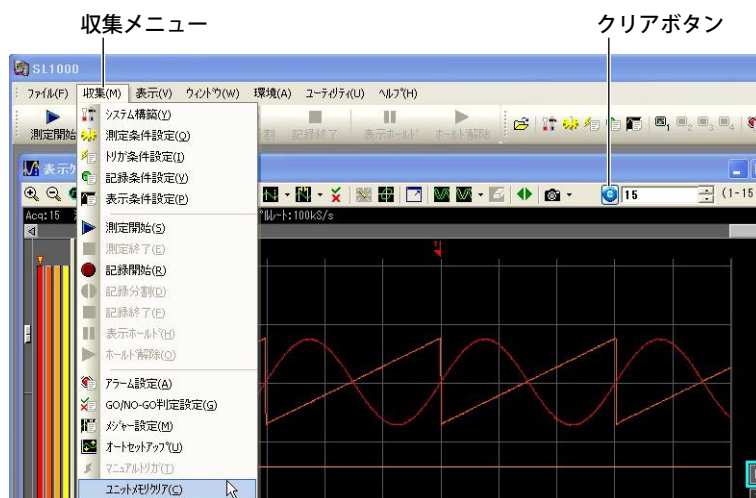 収集メニュー
クリアボタン
SL1000
ファイル(F) 収集(M) 表示(V) ウィンドウ(W) 環境(A) ユーティリティ(U) ヘルプ(H)
測定開始 記録終了 表示ホールド ホールド解除
システム構築(Y)
測定条件設定(O)
トリガ条件設定(I)
記録条件設定(V)
表示条件設定(P)
測定開始(S)
測定終了(E)
記録開始(R)
記録分割(D)
記録終了(F)
表示ホールド(H)
ホールド解除(O)
アラーム設定(A)
GO/NO-GO判定設定(G)
メジャー設定(M)
オートセットアップ(U)
マニュアルトリガ(T)
ユニットメモリクリア(C)
15 (1-15
Acq:15
100kS/s